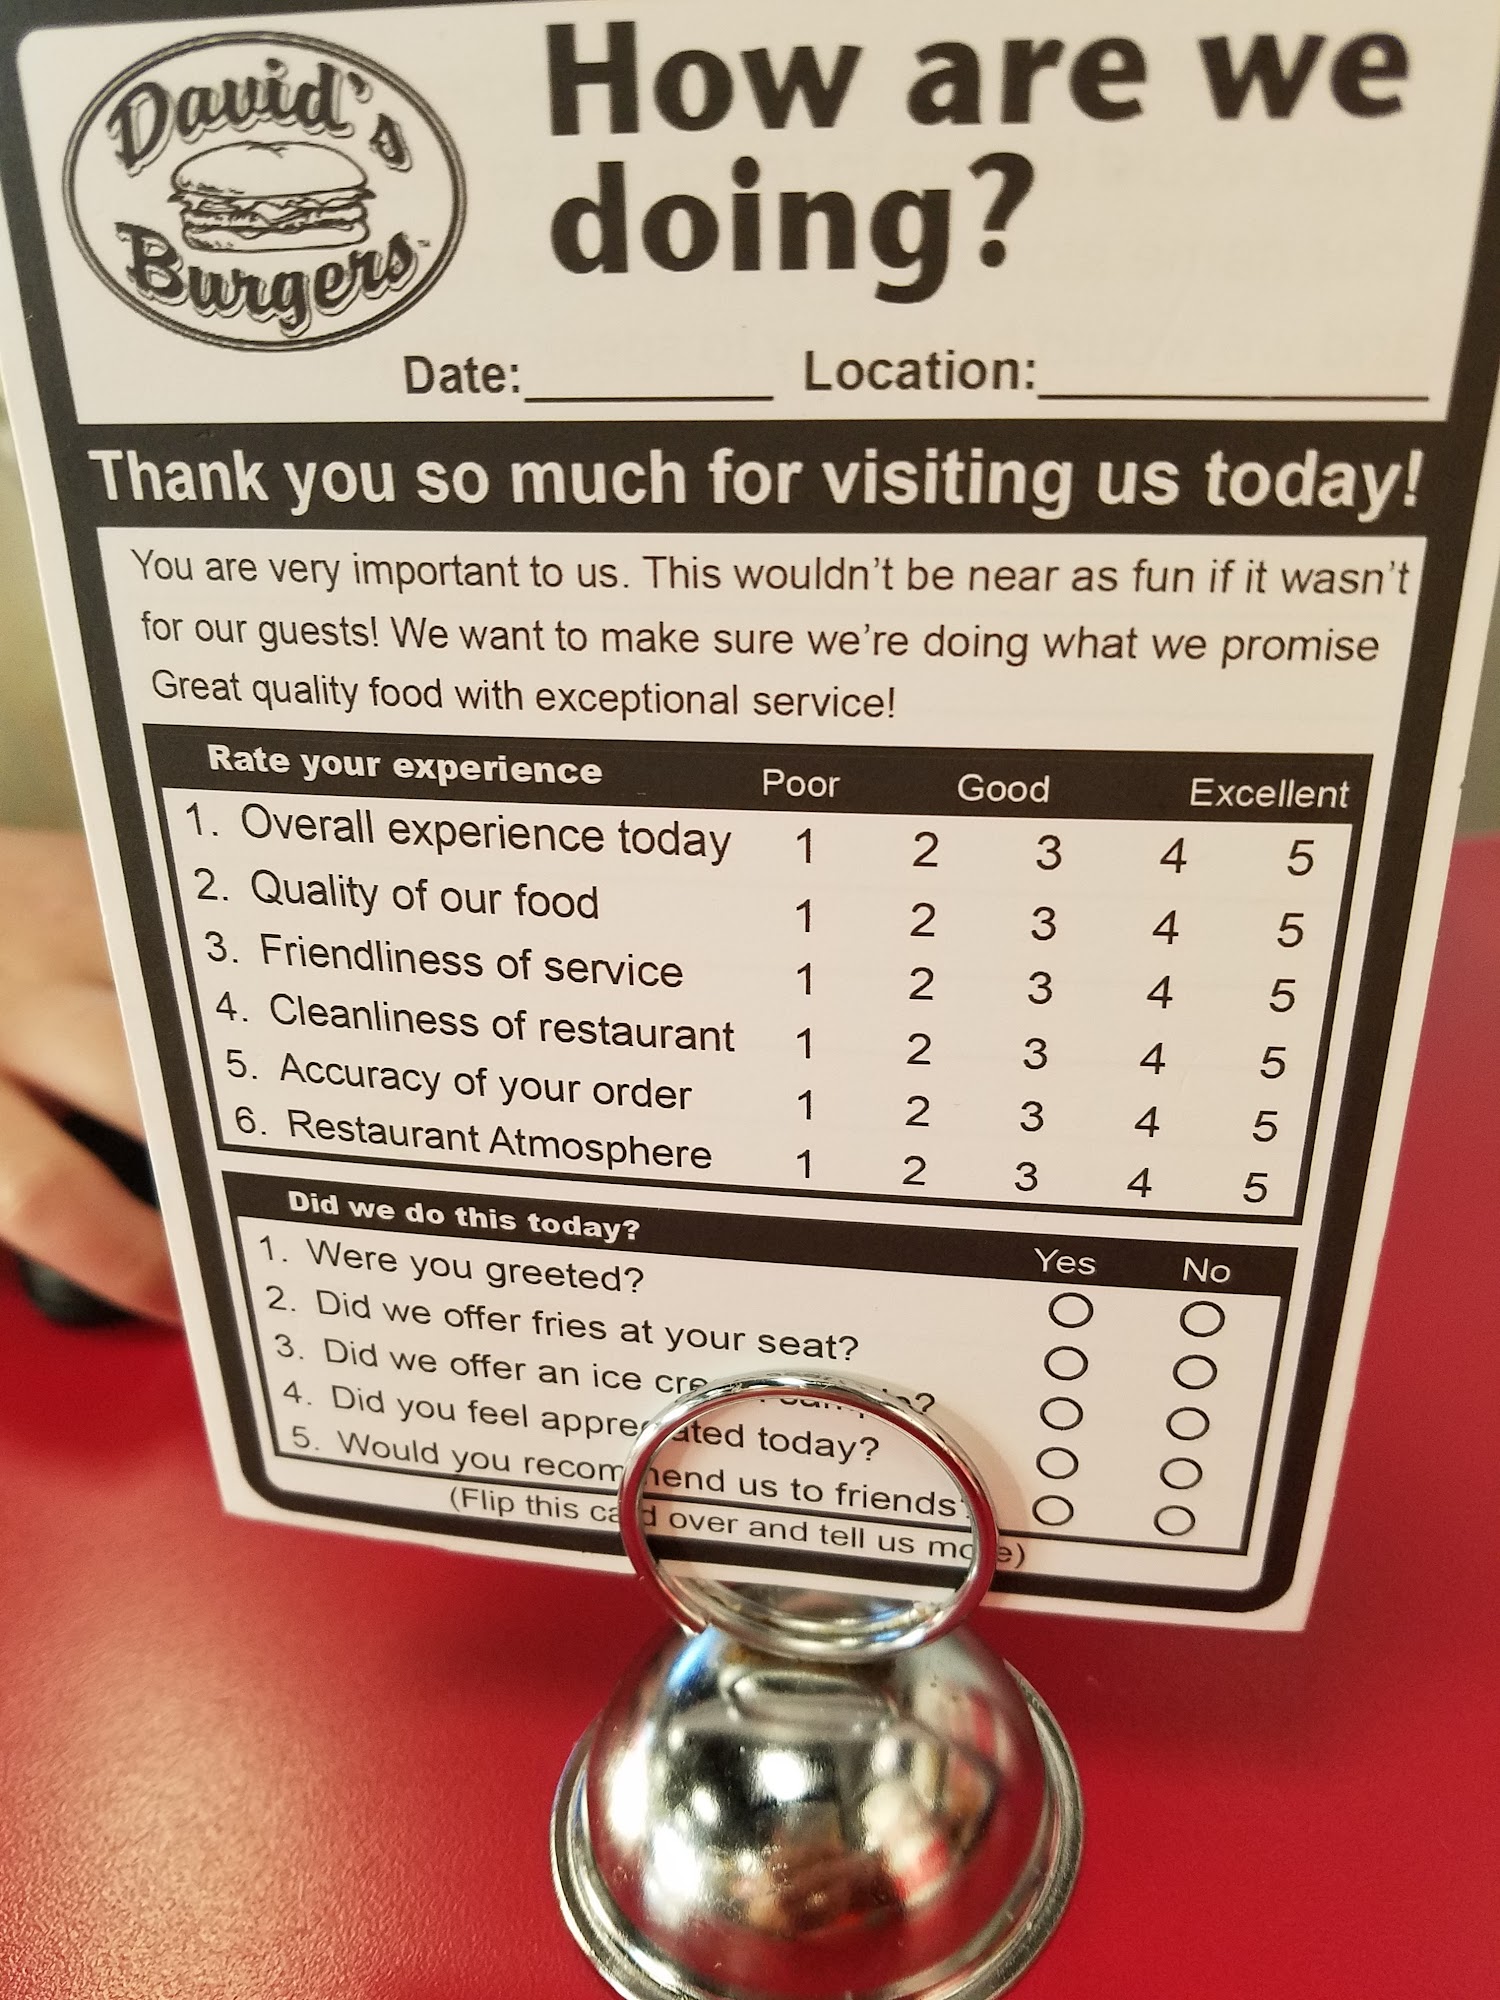 David's
Burgers™
How are we
doing?
Date:_________ Location:______________
Thank you so much for visiting us today!
You are very important to us. This wouldn't be near as fun if it wasn't
for our guests! We want to make sure we're doing what we promise
Great quality food with exceptional service!
Rate your experience Poor Good Excellent
1. Overall experience today 1 2 3 4 5
2. Quality of our food 1 2 3 4 5
3. Friendliness of service 1 2 3 4 5
4. Cleanliness of restaurant 1 2 3 4 5
5. Accuracy of your order 1 2 3 4 5
6. Restaurant Atmosphere 1 2 3 4 5
Did we do this today? Yes No
1. Were you greeted?
2. Did we offer fries at your seat?
3. Did we offer an ice
4. Did you feel appreciated today?
5. Would you recommend us to friends?
(Flip this card over and tell us more)